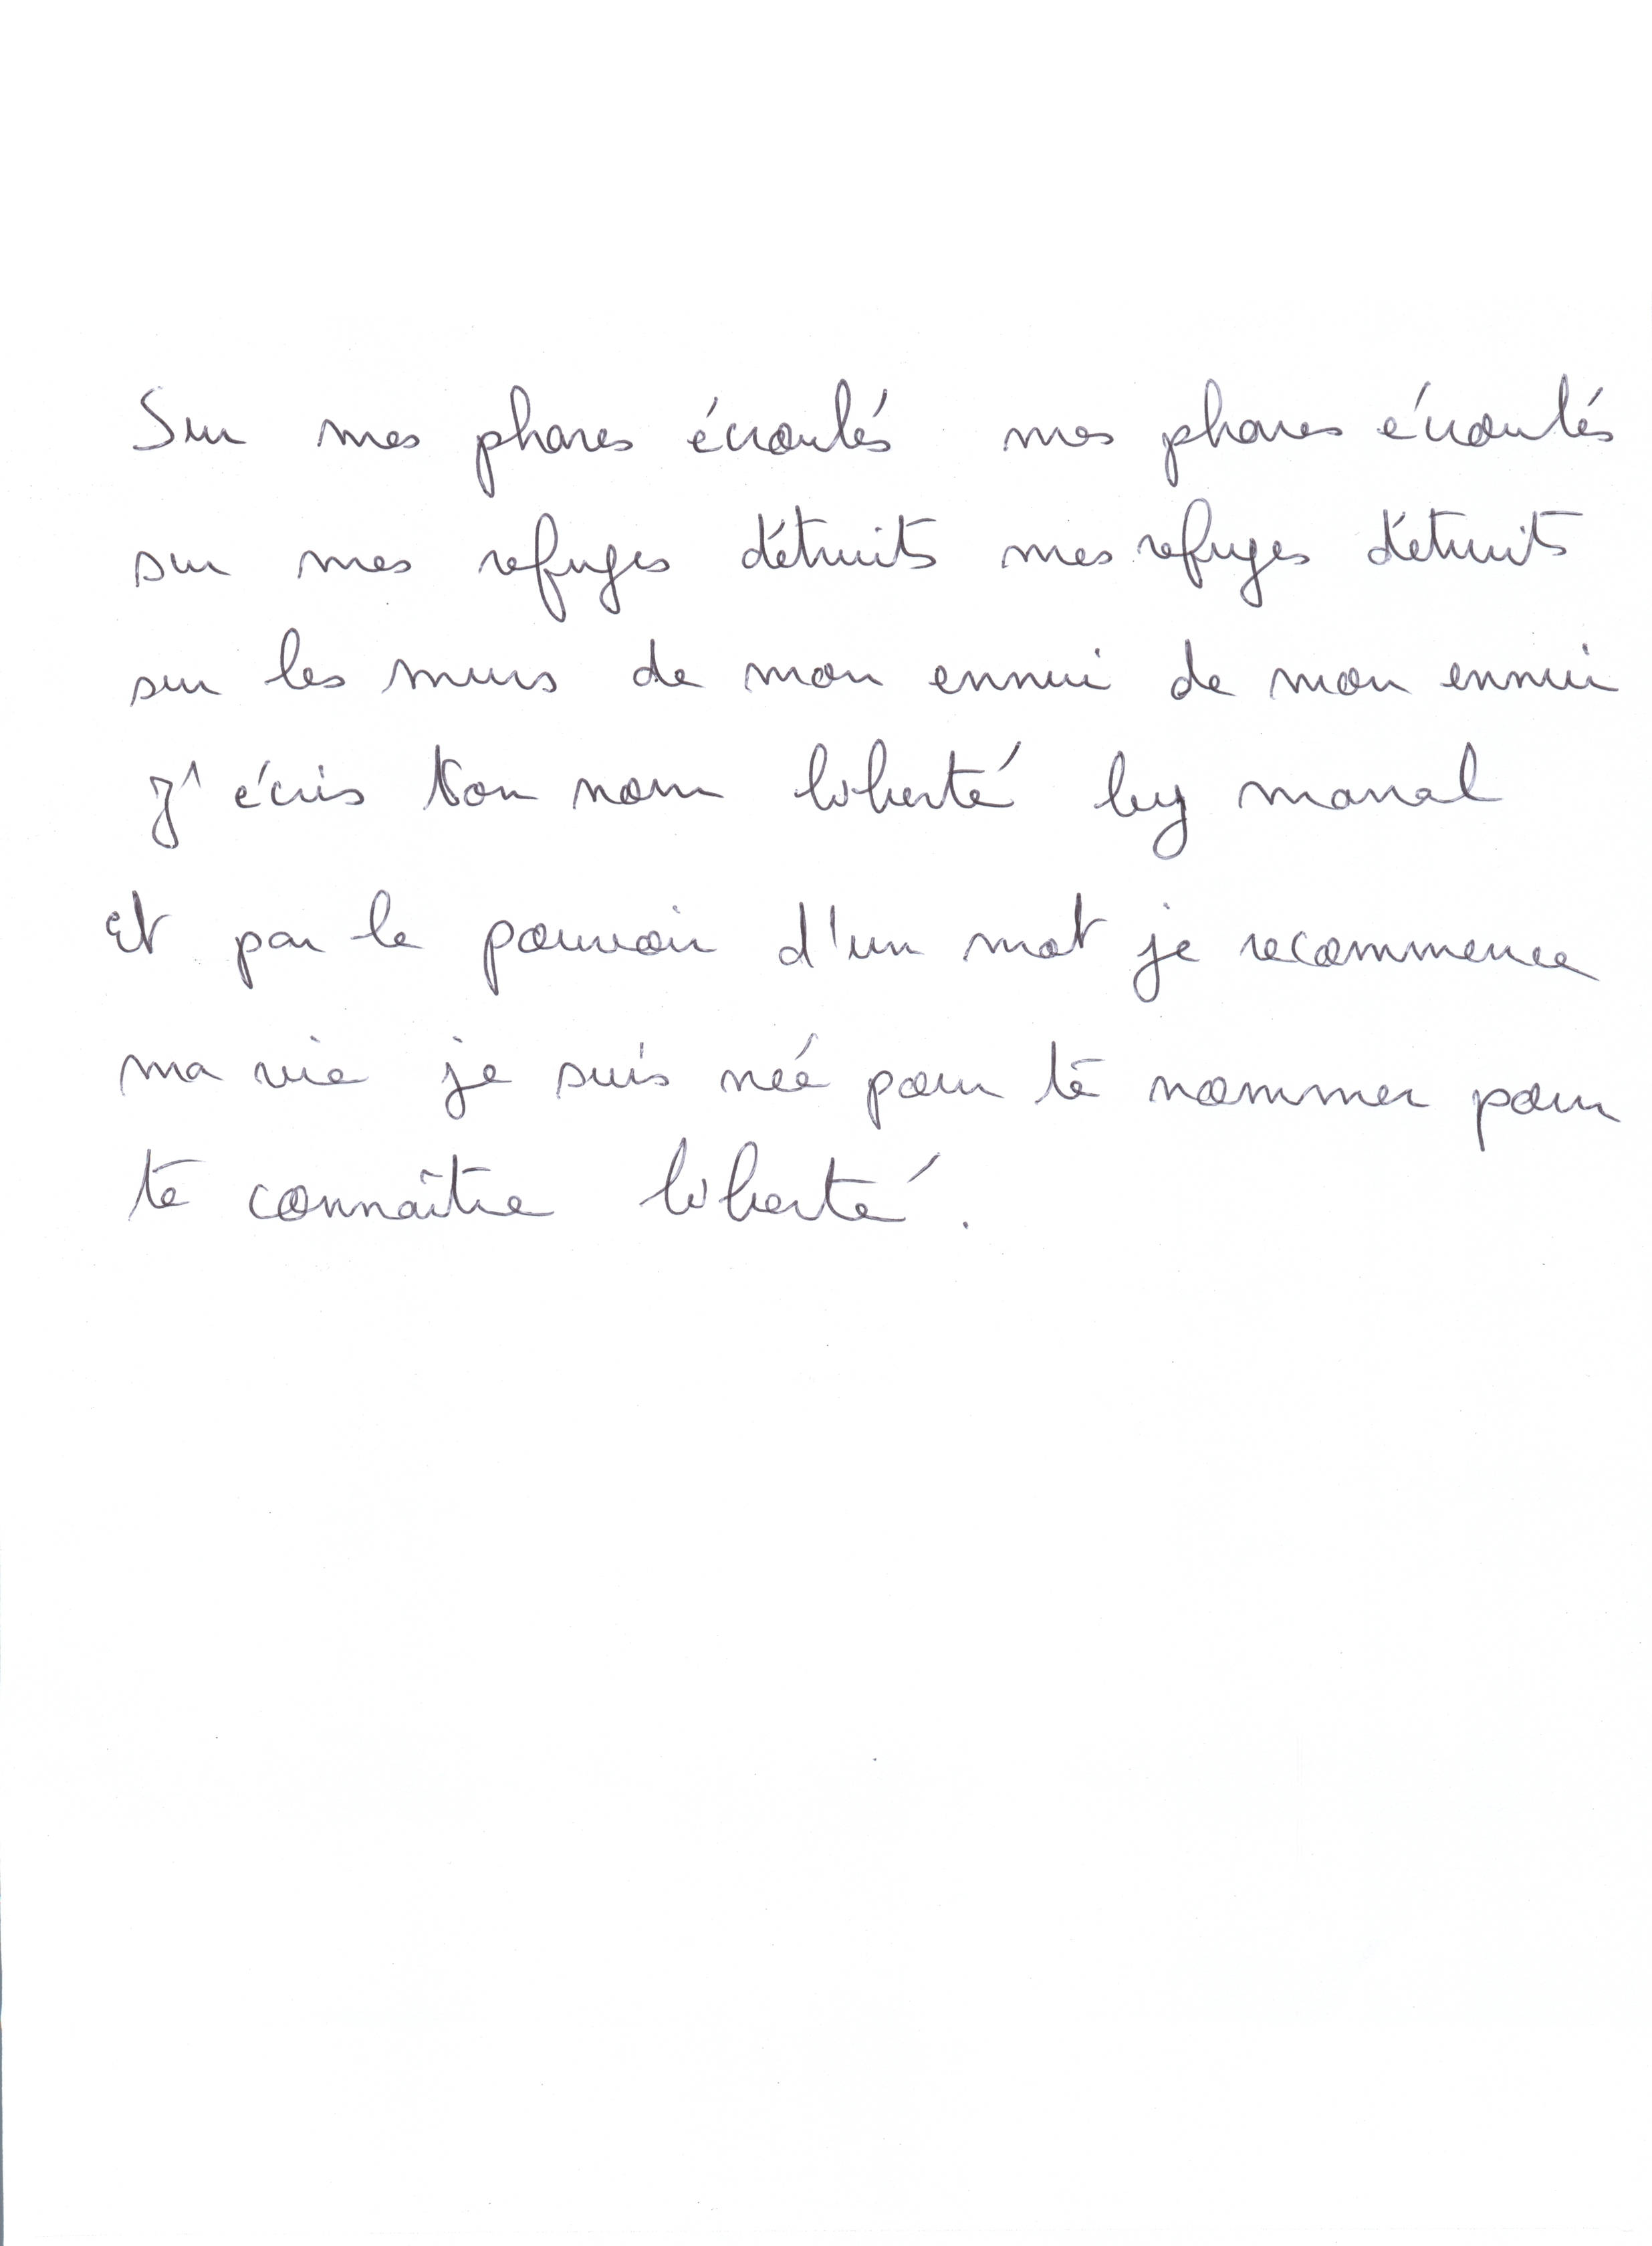 Sur mes phares écroulés mes phares écroulés
sur mes refuges détruits mes refuges détruits
sur les murs de mon ennui de mon ennui
J'écris ton nom liberté by manal
Et par le pouvoir d'un mot je recommence
ma vie je suis née pour te nommer pour
te connaître liberté.